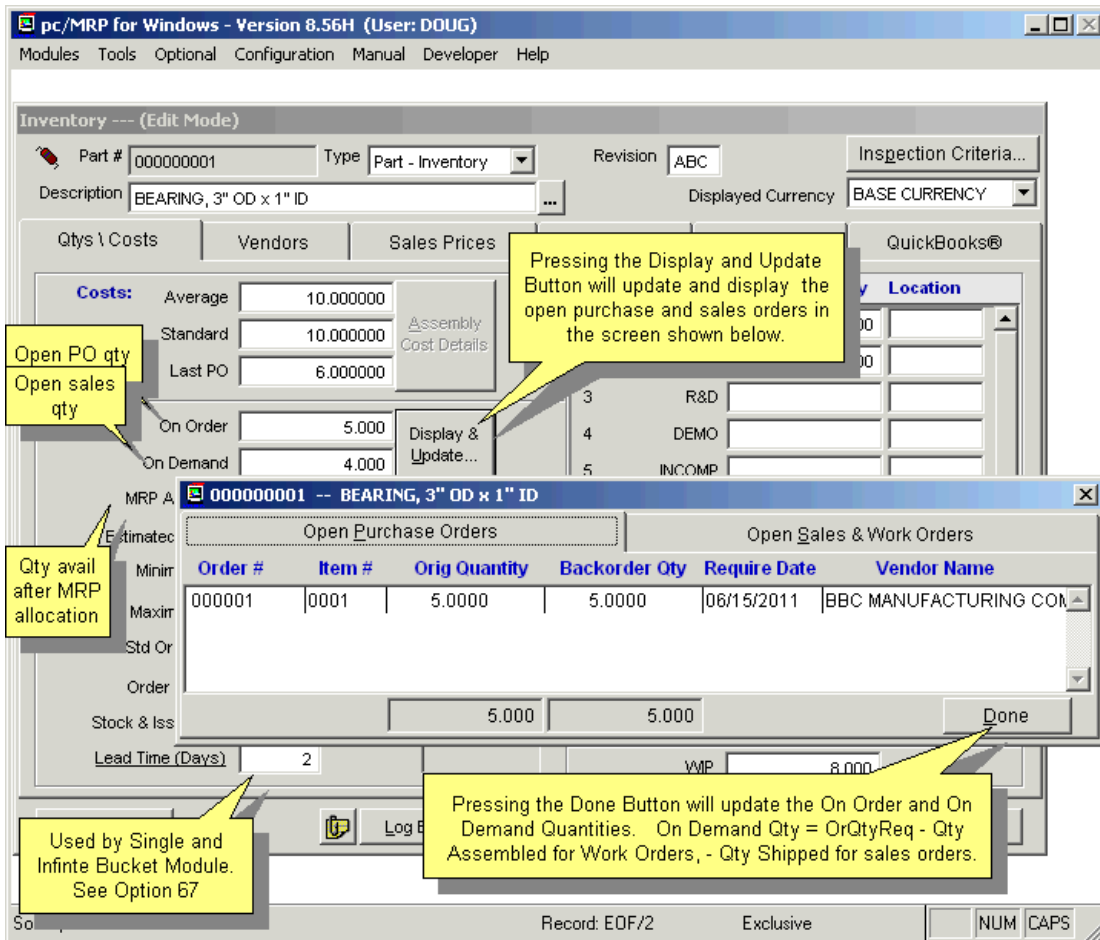 pc/MRP for Windows - Version 8.56H (User: DOUG)
Modules Tools Optional Configuration Manual Developer Help
Inventory --- (Edit Mode)
Part # 000000001 Type Part - Inventory Revision ABC Inspection Criteria...
Description BEARING, 3" OD x 1" ID ... Displayed Currency BASE CURRENCY
Qtys \ Costs Vendors Sales Prices QuickBooks®
Pressing the Display and Update
Button will update and display the
open purchase and sales orders in
the screen shown below.
Costs: Average 10.000000
Standard 10.000000
Last PO 6.000000
Assembly
Cost Details
Location
Open PO qty
Open sales
qty
On Order 5.000
On Demand 4.000
Display &
Update...
3 R&D
4 DEMO
5 INCOMP
MRP A
Estimatec
Minir
Maxir
Std Or
Order
Stock & Iss
Lead Time (Days) 2
Qty avail
after MRP
allocation
000000001 -- BEARING, 3" OD x 1" ID
Open Purchase Orders Open Sales & Work Orders
Order # Item # Orig Quantity Backorder Qty Require Date Vendor Name
000001 0001 5.0000 5.0000 06/15/2011 BBC MANUFACTURING COM
5.000 5.000 Done
WIP 8.000
Used by Single and
Infinte Bucket Module.
See Option 67
Log
Pressing the Done Button will update the On Order and On
Demand Quantities. On Demand Qty = OrQtyReq - Qty
Assembled for Work Orders, - Qty Shipped for sales orders.
So
Record: EOF/2 Exclusive NUM CAPS